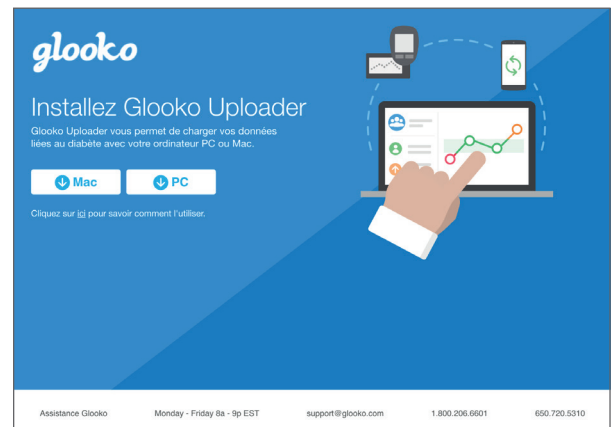 glooko
Installez Glooko Uploader
Glooko Uploader vous permet de charger vos données
liées au diabète avec votre ordinateur PC ou Mac.
Mac PC
Cliquez sur içi pour savoir comment l'utiliser.
Assistance Glooko Monday - Friday 8a - 9p EST support@glooko.com 1.800.206.6601 650.720.5310